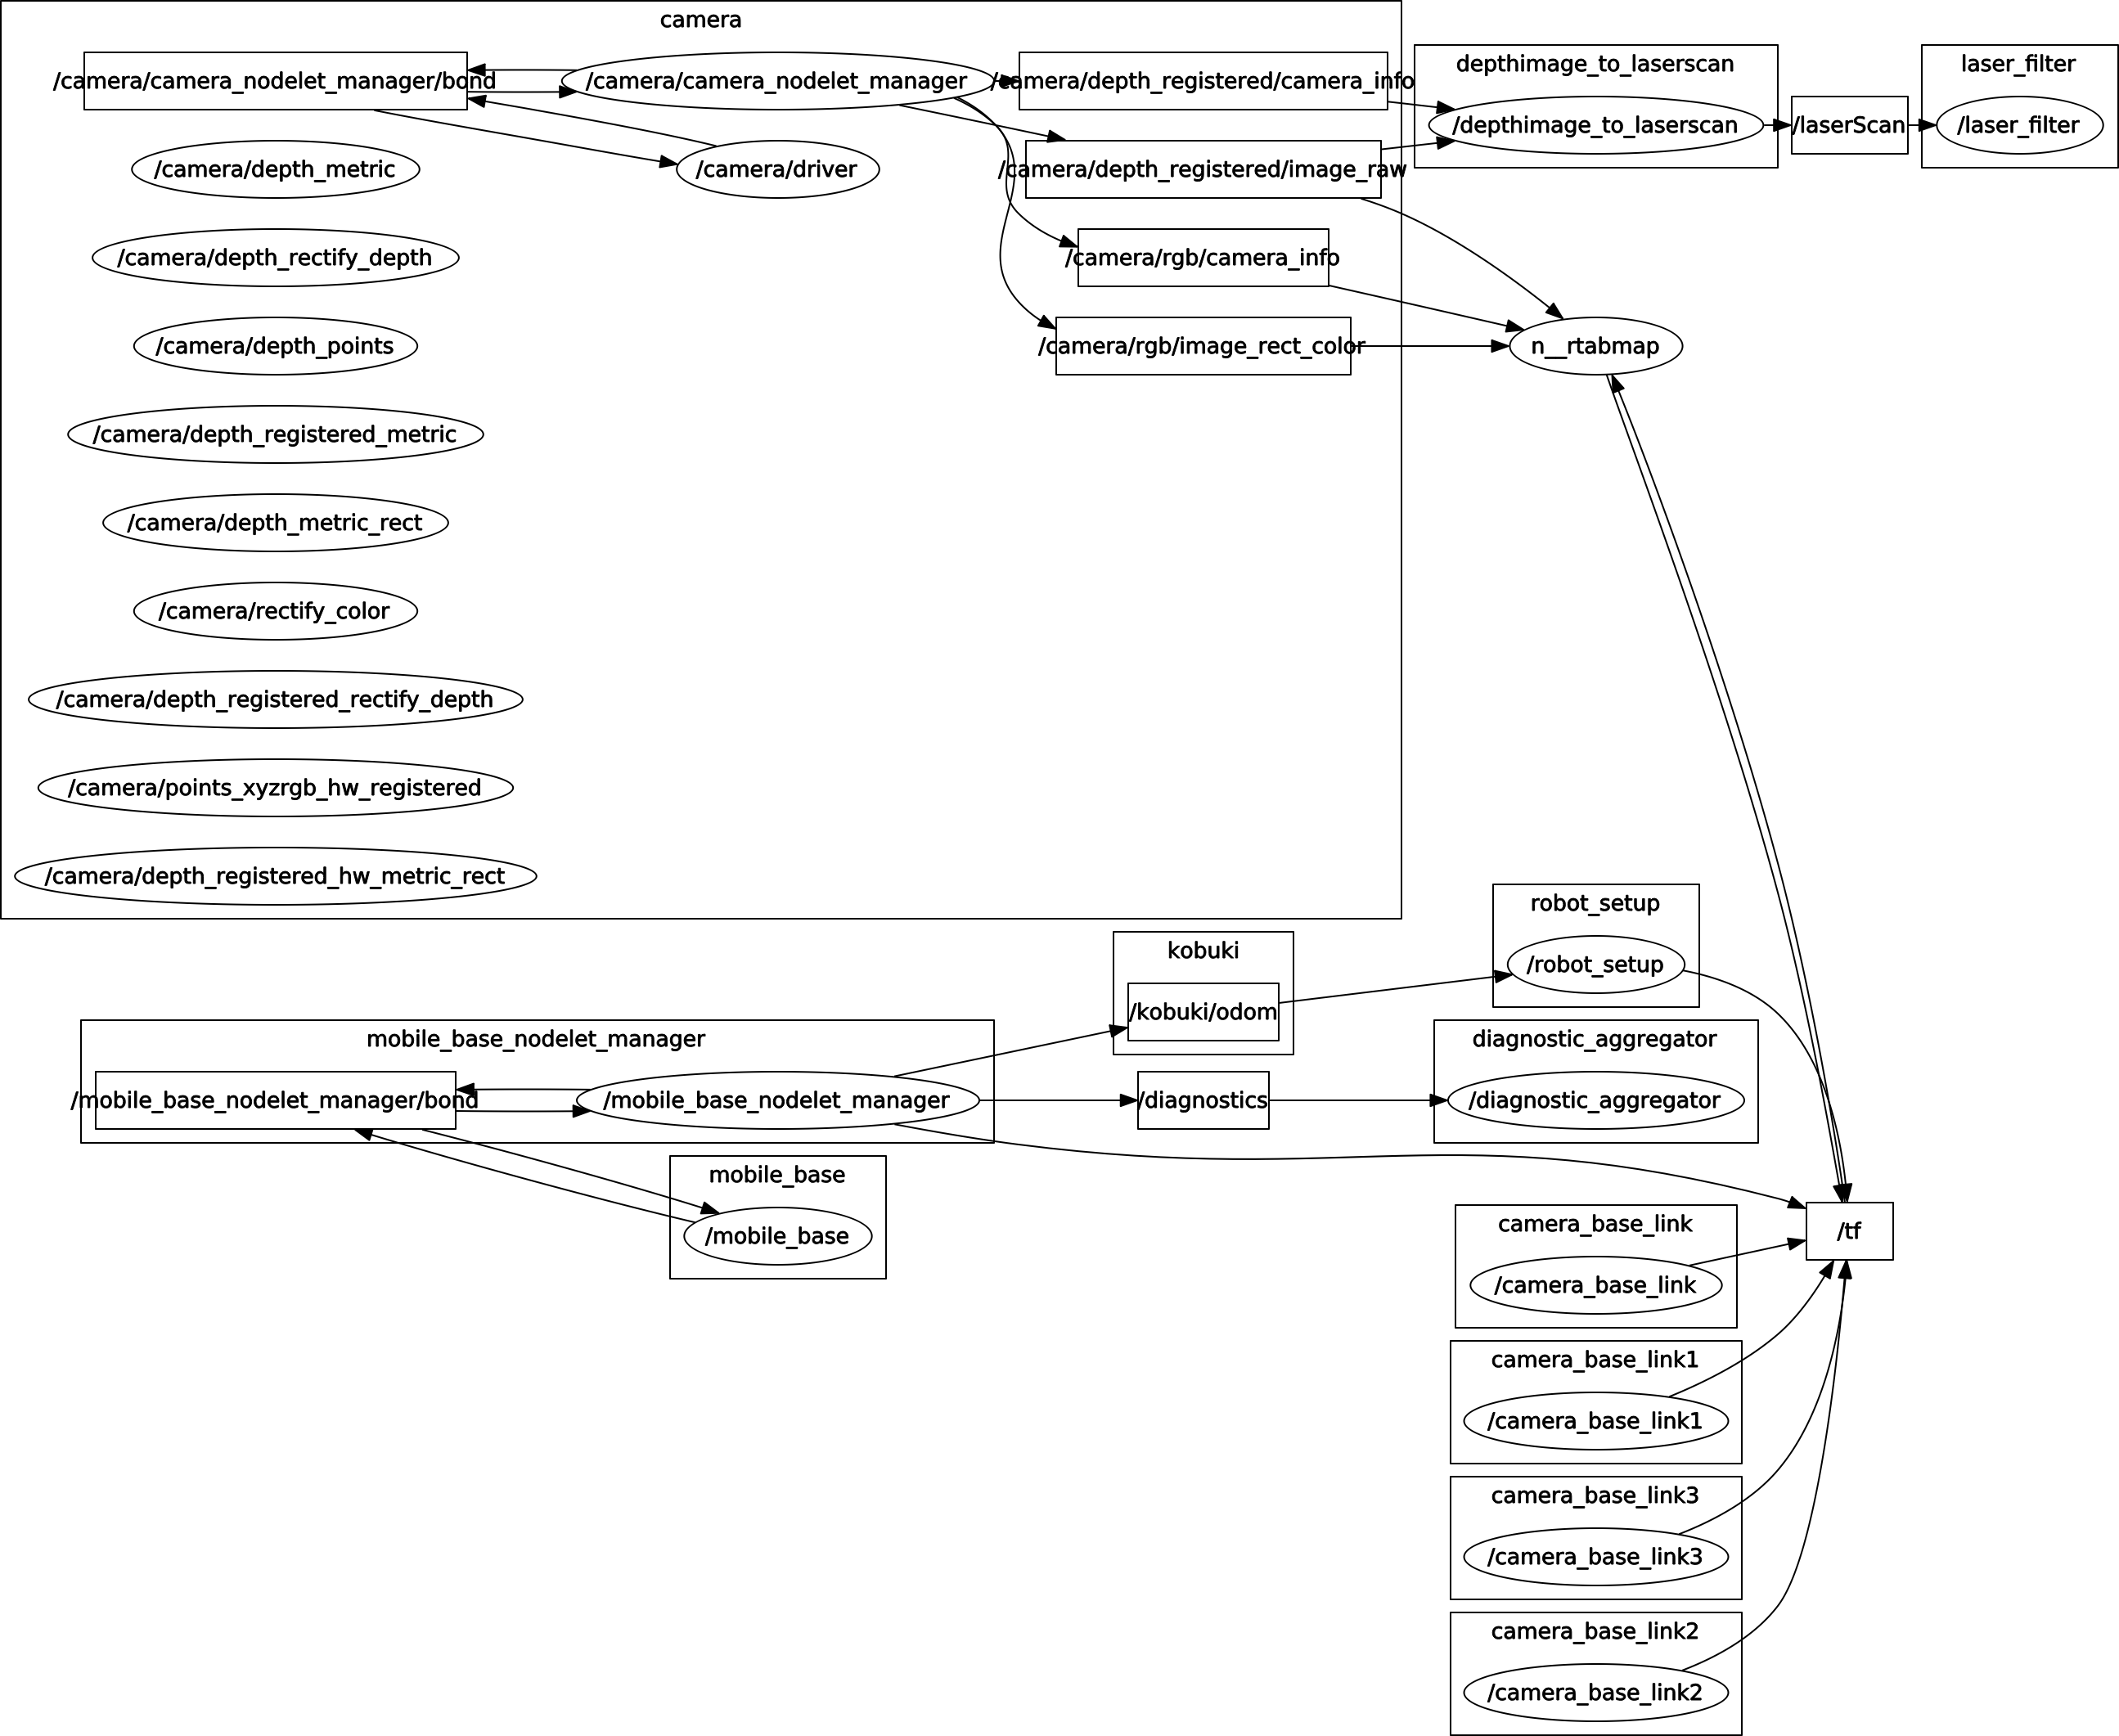 camera
/camera/camera_nodelet_manager/bond
/camera/camera_nodelet_manager
/camera/depth_registered/camera_info
depthimage_to_laserscan
/depthimage_to_laserscan
/laserScan
laser_filter
/laser_filter
/camera/depth_metric
/camera/driver
/camera/depth_registered/image_raw
/camera/depth_rectify_depth
/camera/rgb/camera_info
/camera/depth_points
/camera/rgb/image_rect_color
n__rtabmap
/camera/depth_registered_metric
/camera/depth_metric_rect
/camera/rectify_color
/camera/depth_registered_rectify_depth
/camera/points_xyzrgb_hw_registered
/camera/depth_registered_hw_metric_rect
robot_setup
/robot_setup
kobuki
/kobuki/odom
mobile_base_nodelet_manager
/mobile_base_nodelet_manager/bond
/mobile_base_nodelet_manager
/diagnostics
diagnostic_aggregator
/diagnostic_aggregator
mobile_base
/mobile_base
/tf
camera_base_link
/camera_base_link
camera_base_link1
/camera_base_link1
camera_base_link3
/camera_base_link3
camera_base_link2
/camera_base_link2